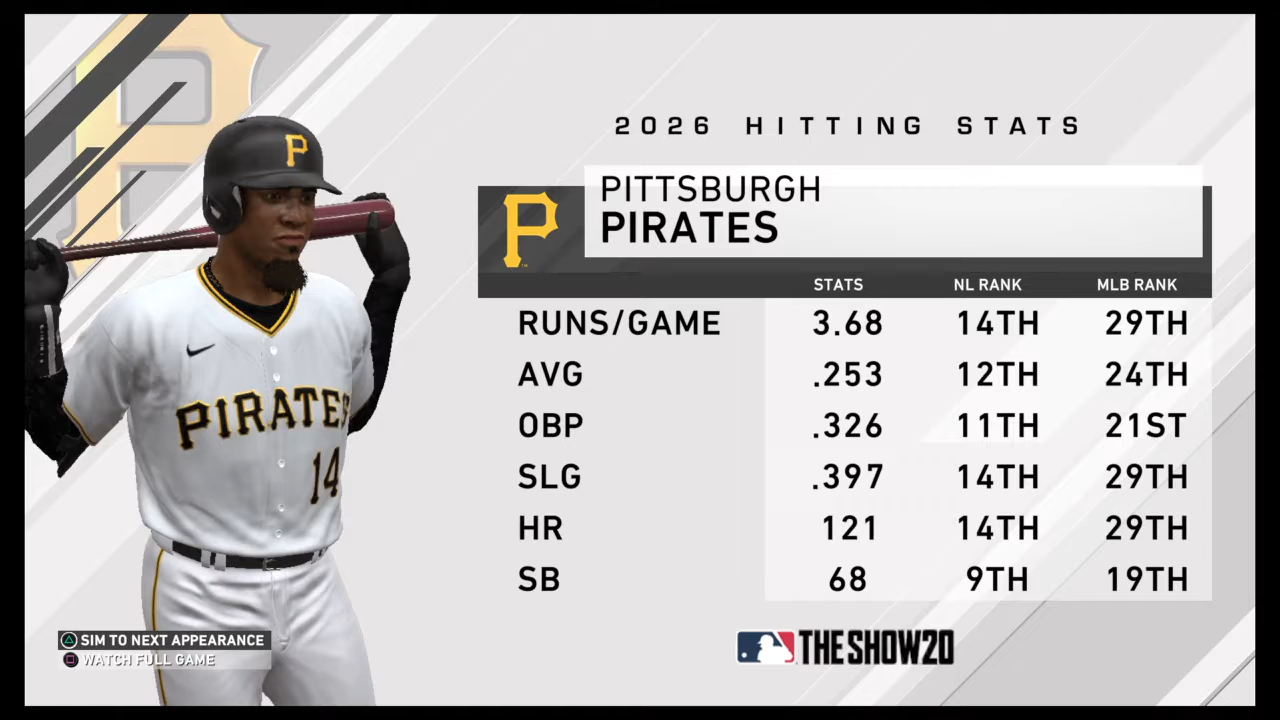 2026 HITTING STATS
PITTSBURGH
PIRATES
P
STATS NL RANK MLB RANK
RUNS/GAME 3.68 14TH 29TH
AVG .253 12TH 24TH
OBP .326 11TH 21ST
SLG .397 14TH 29TH
HR 121 14TH 29TH
SB 68 9TH 19TH
P
P
PIRATES
14
SIM TO NEXT APPEARANCE
WATCH FULL GAME
THE SHOW20